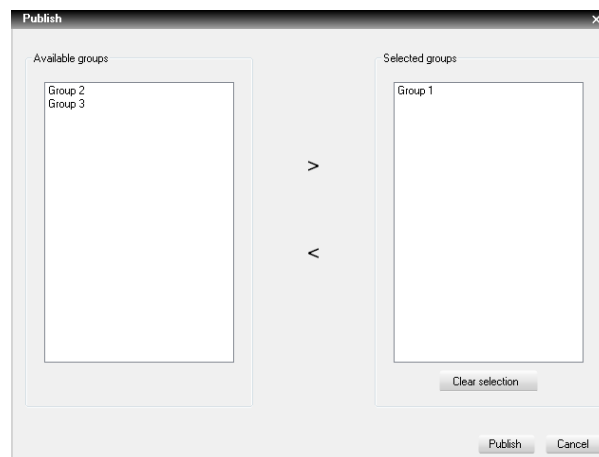 Publish
Available groups
Group 2
Group 3
>
<
Selected groups
Group 1
Clear selection
Publish
Cancel